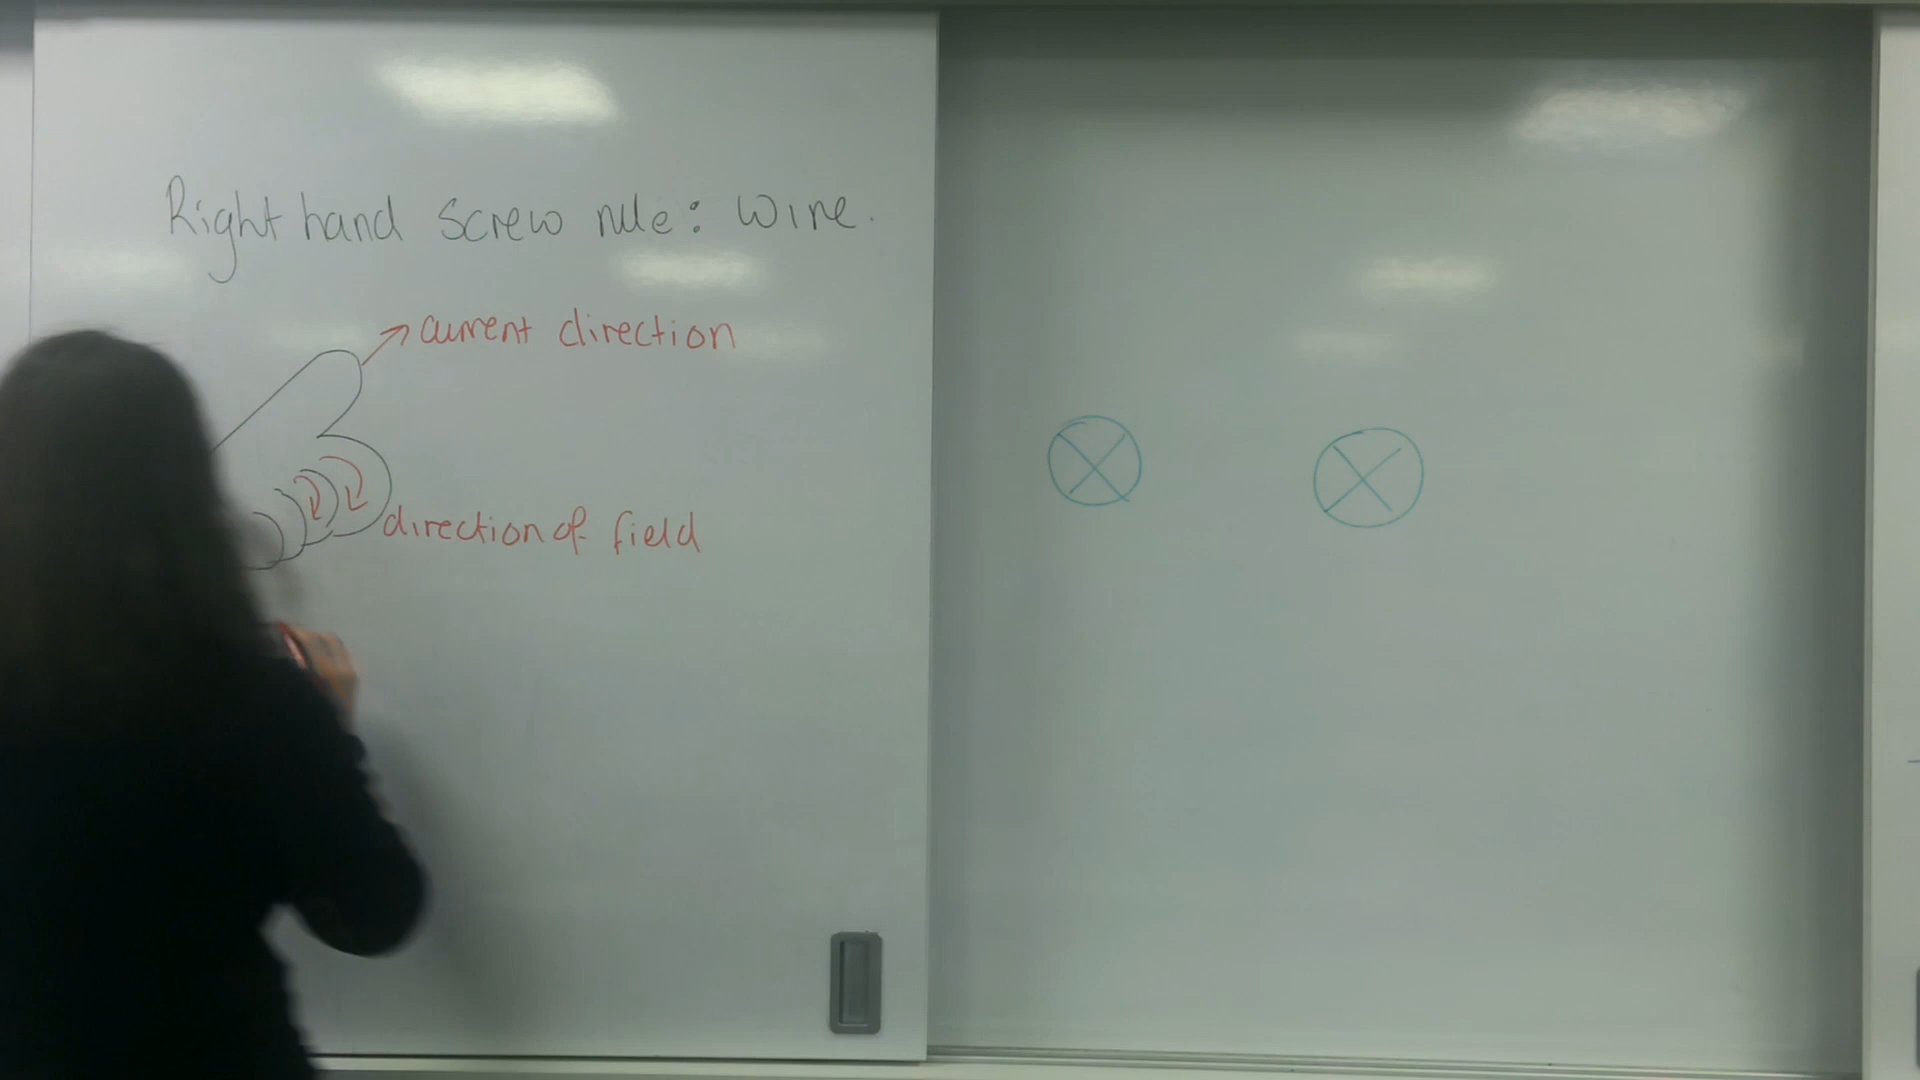 Right hand screw rule: Wire.
current direction
direction of field